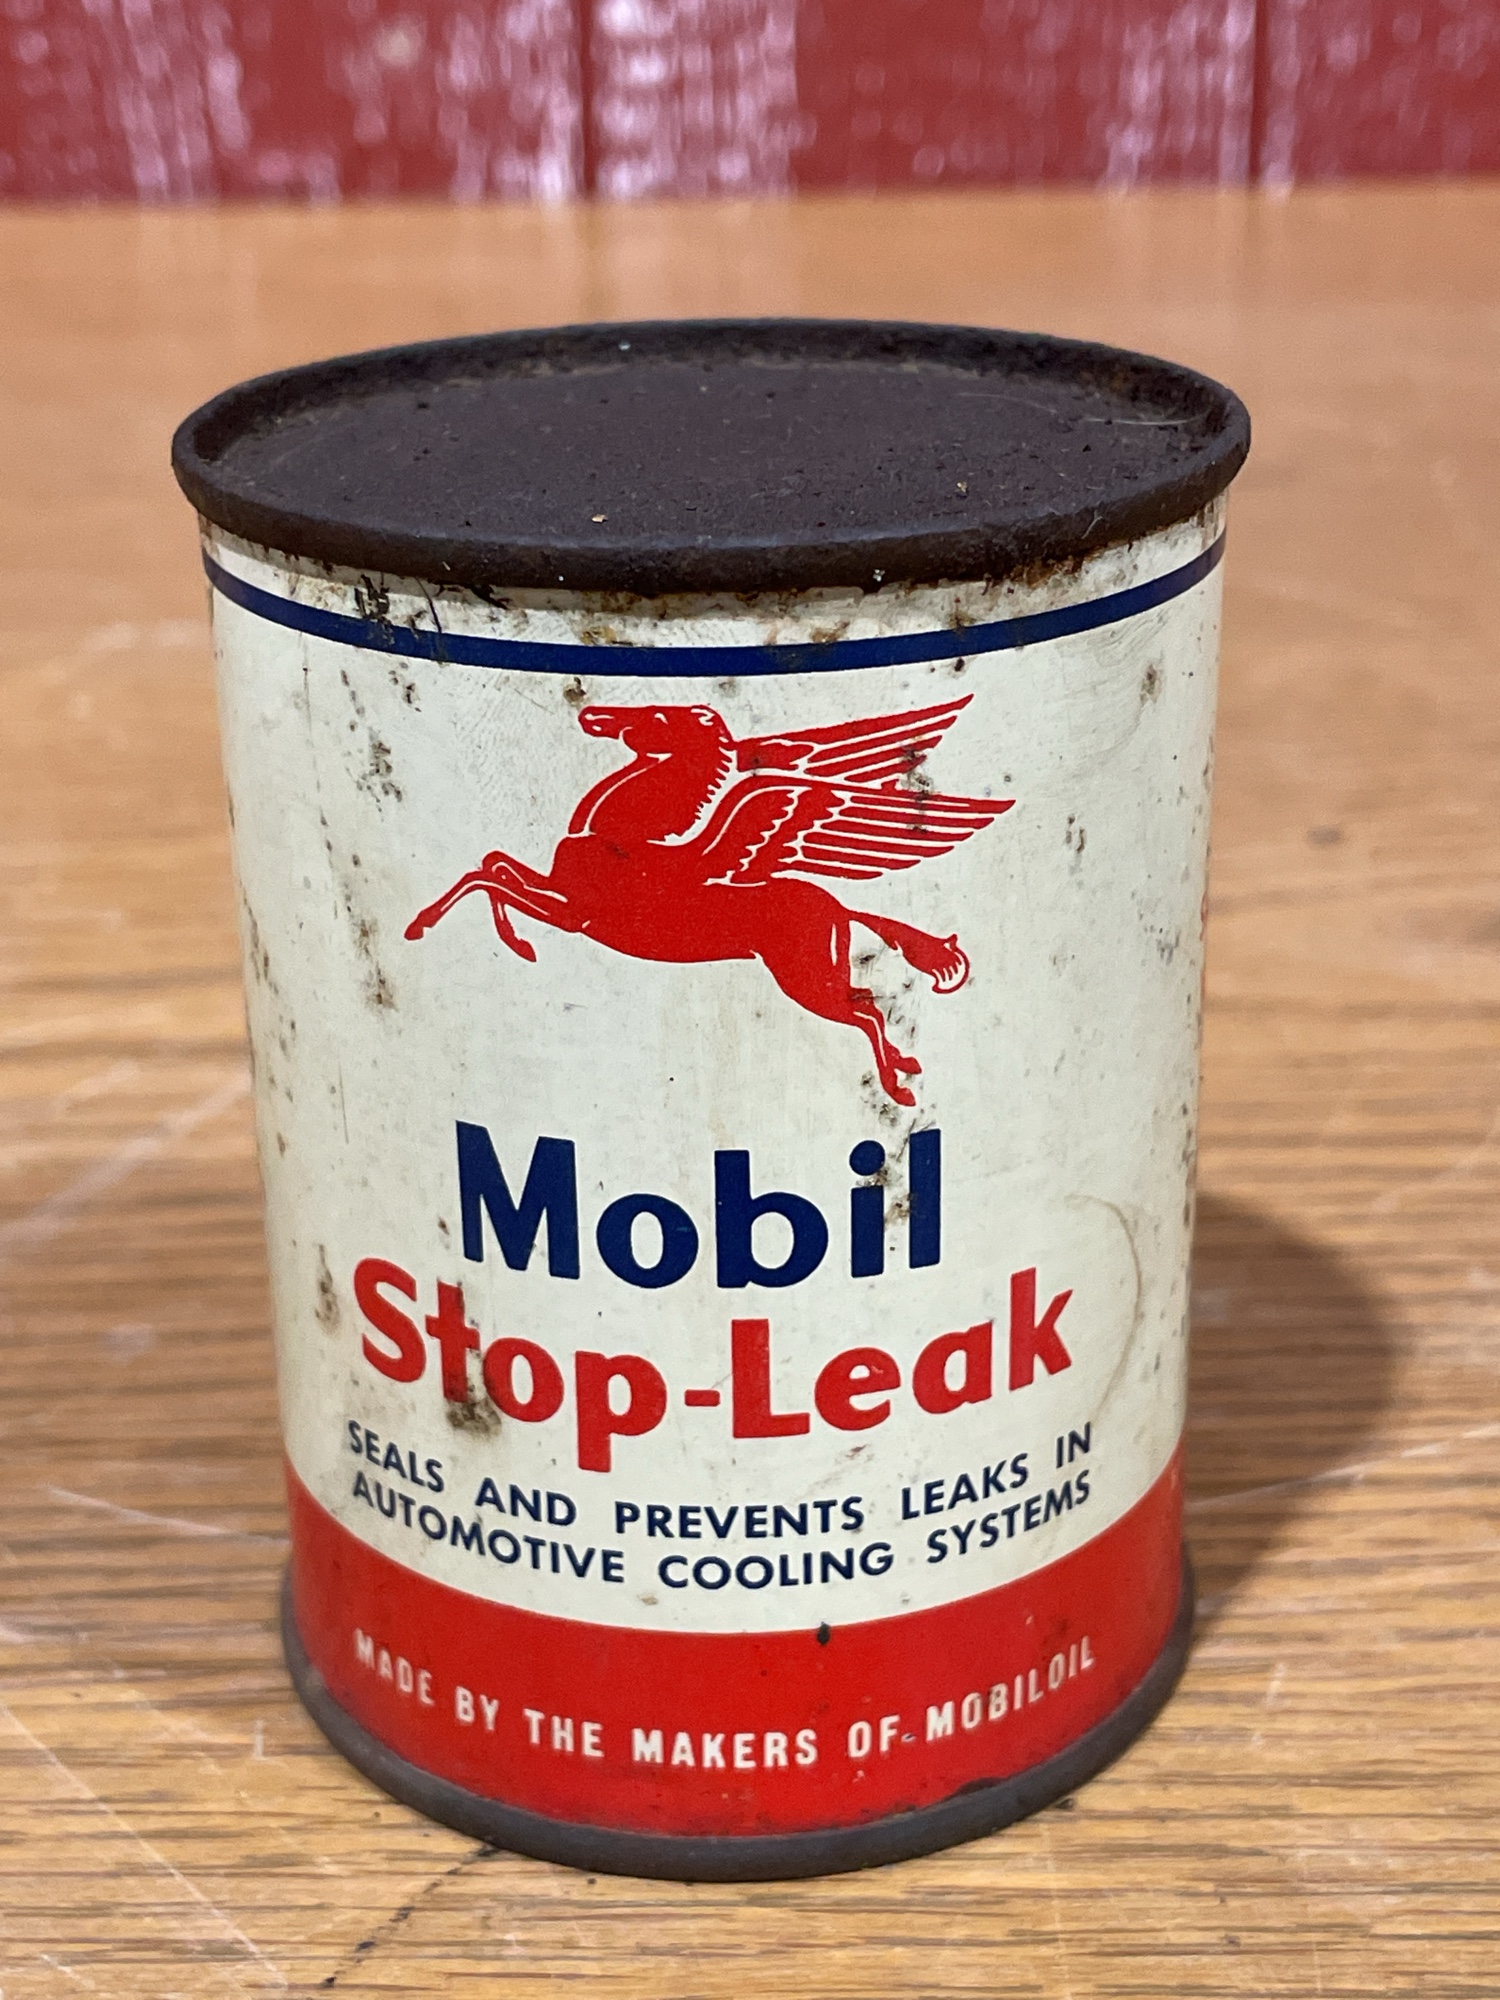 Mobil
Stop-Leak
SEALS AND PREVENTS LEAKS IN
AUTOMOTIVE COOLING SYSTEMS
MADE BY THE MAKERS OF MOBILOIL